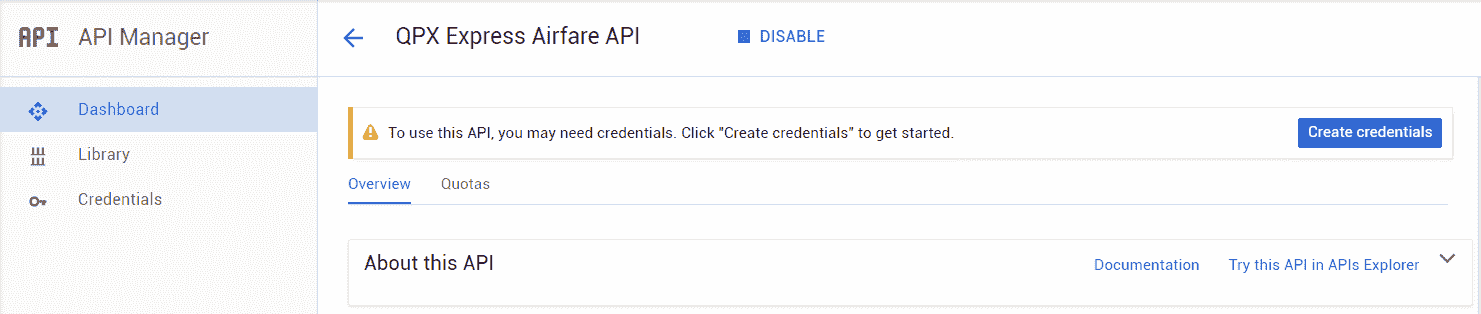 API API Manager
QPX Express Airfare API
DISABLE
Dashboard
Library
Credentials
To use this API, you may need credentials. Click "Create credentials" to get started.
Create credentials
Overview Quotas
About this API
Documentation Try this API in APIs Explorer